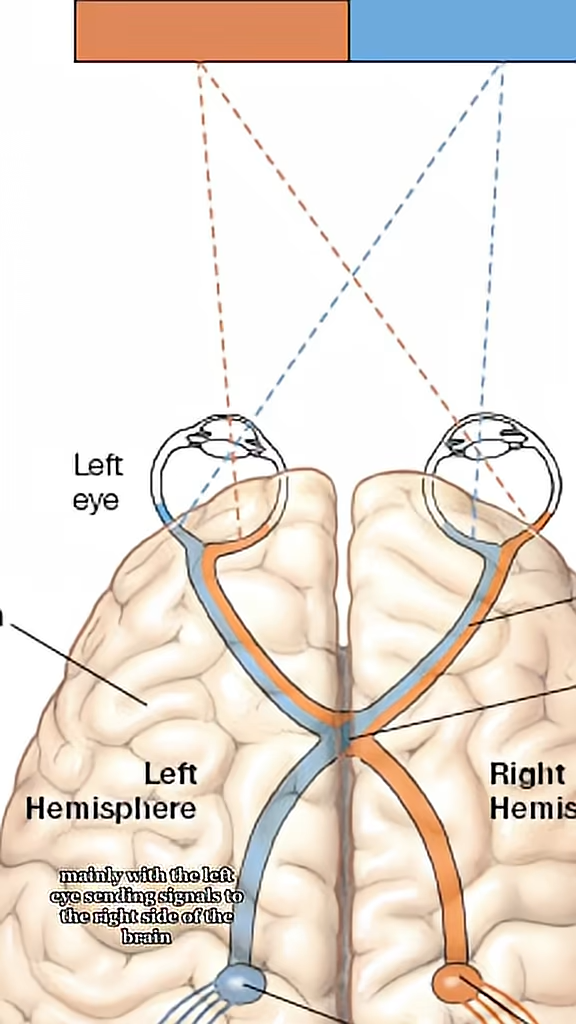 Left
eye
Left
Hemisphere
Right
Hemis
mainly with the left
eye sending signals to
the right side of the
brain